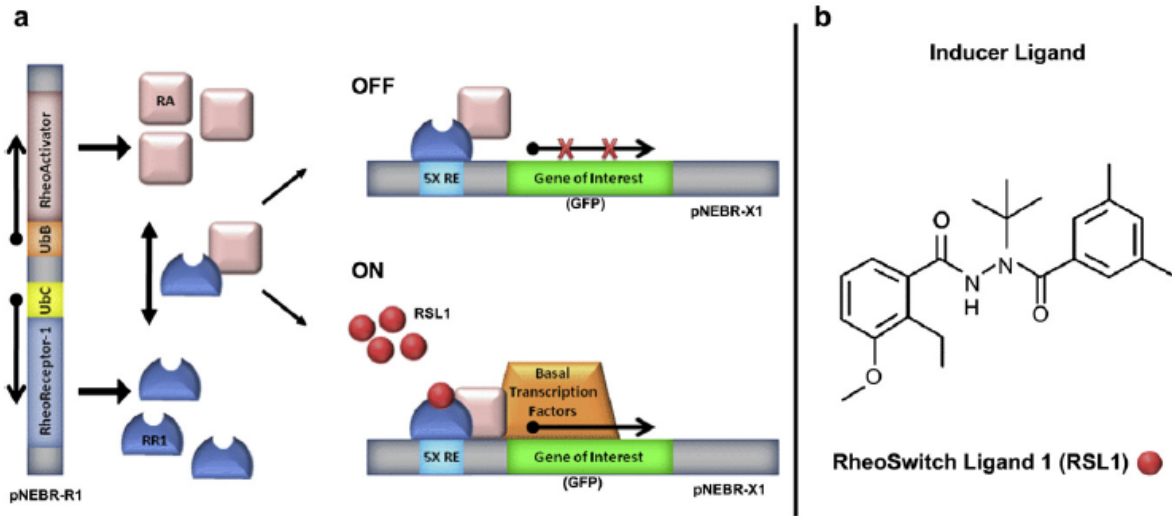 a
RheoActivator
UbB
UbC
RheoReceptor-1
pNEBR-R1
RA
RR1
OFF
5X RE
Gene of Interest
(GFP)
pNEBR-X1
ON
RSL1
Basal
Transcription
Factors
5X RE
Gene of Interest
(GFP)
pNEBR-X1
b
Inducer Ligand
O
N
H
N
O
O
RheoSwitch Ligand 1 (RSL1)